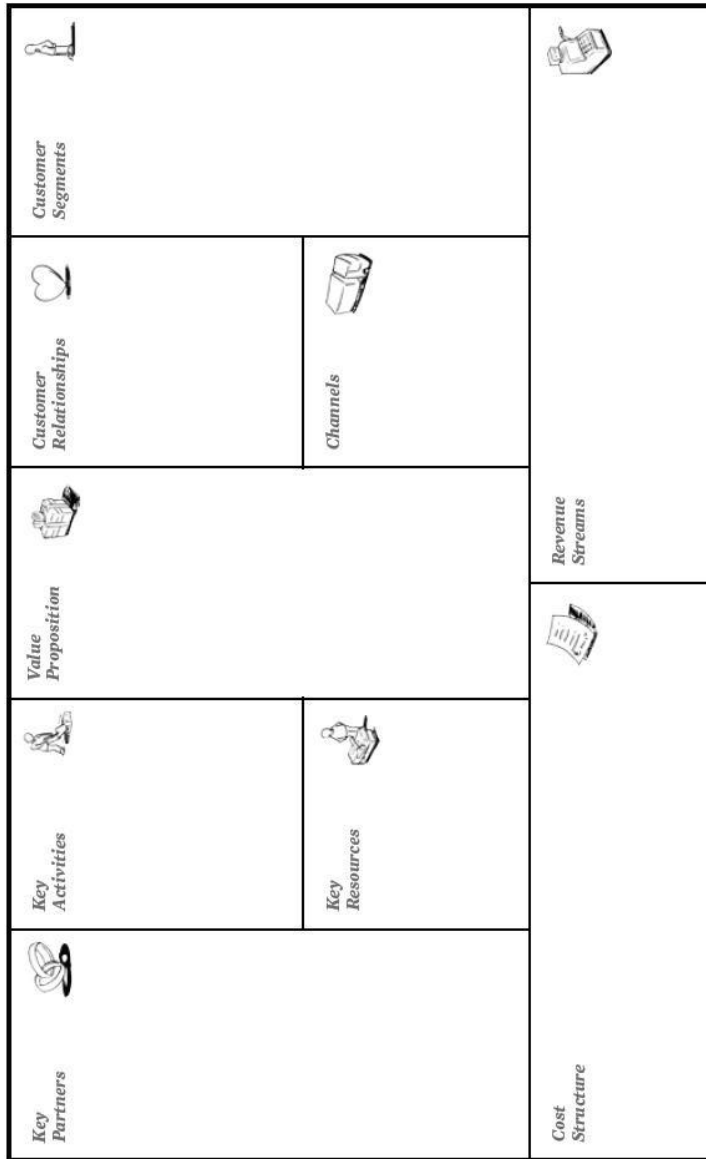 Key
Partners
Key
Activities
Key
Resources
Value
Proposition
Customer
Relationships
Channels
Customer
Segments
Cost
Structure
Revenue
Streams